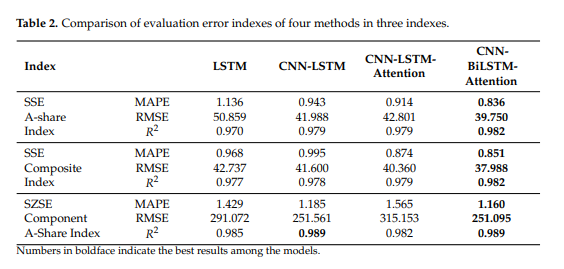 Table 2. Comparison of evaluation error indexes of four methods in three indexes.
CNN-
CNN-LSTM- BiLSTM-
Index LSTM CNN-LSTM Attention Attention
SSE MAPE 1.136 0.943 0.914 0.836
A-share RMSE 50.859 41.988 42.801 39.750
Index R² 0.970 0.979 0.979 0.982
SSE MAPE 0.968 0.995 0.874 0.851
Composite RMSE 42.737 41.600 40.360 37.988
Index R² 0.977 0.978 0.979 0.982
SZSE MAPE 1.429 1.185 1.565 1.160
Component RMSE 291.072 251.561 315.153 251.095
A-Share Index R² 0.985 0.989 0.982 0.989
Numbers in boldface indicate the best results among the models.